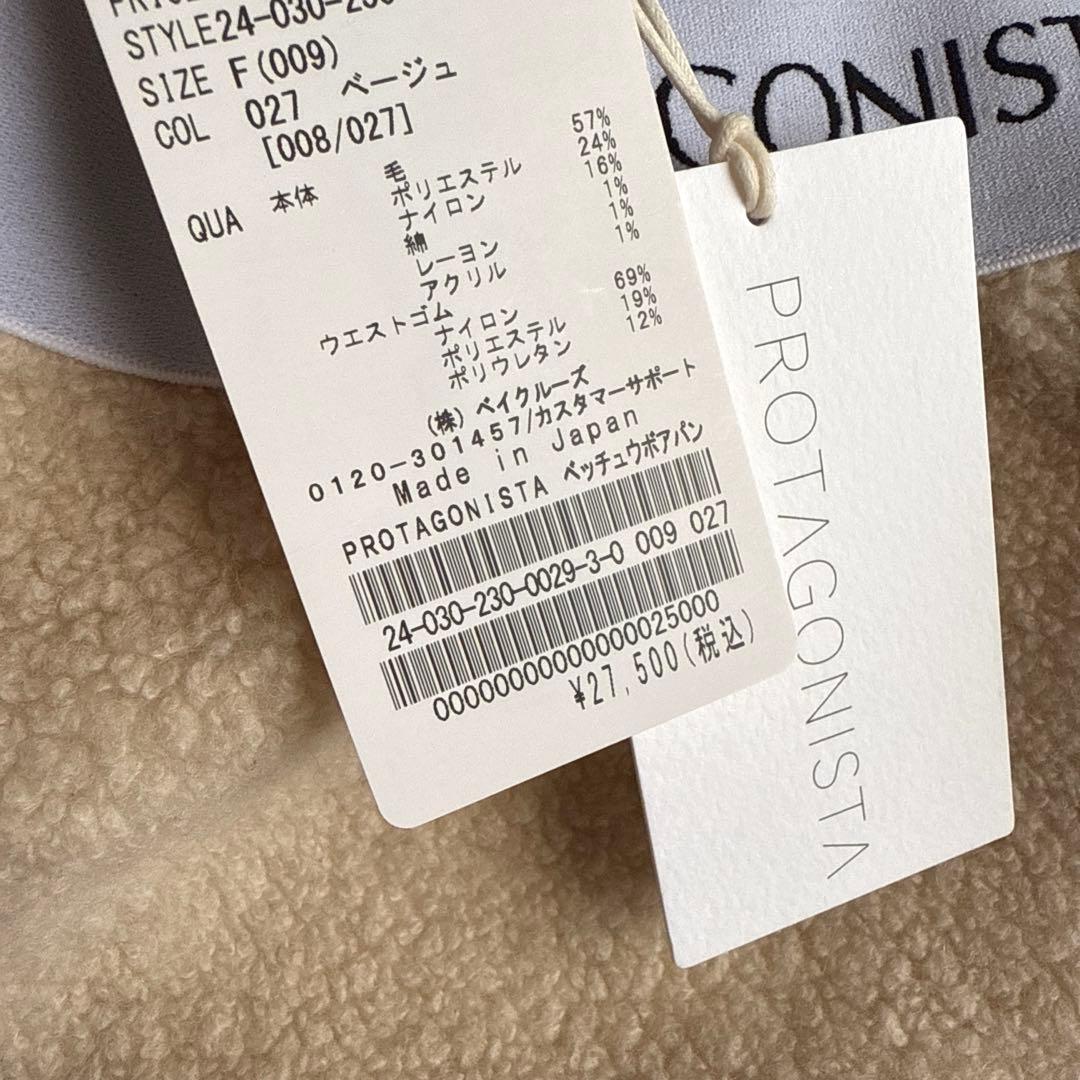 STYLE24-030-230
SIZE F(009)
COL 027 ベージュ
[008/027]
QUA 本体 毛 57%
ポリエステル 24%
ナイロン 16%
綿 1%
レーヨン 1%
アクリル 1%
ウエストゴム
ナイロン 69%
ポリエステル 19%
ポリウレタン 12%
(株) ベイクルーズ
0120-301457/カスタマーサポート
Made in Japan
PROTAGONISTA ベッチュウボアパン
24-030-230-0029-3-0 009 027
¥27,500(税込)
PROTAGONISTA
GONIST